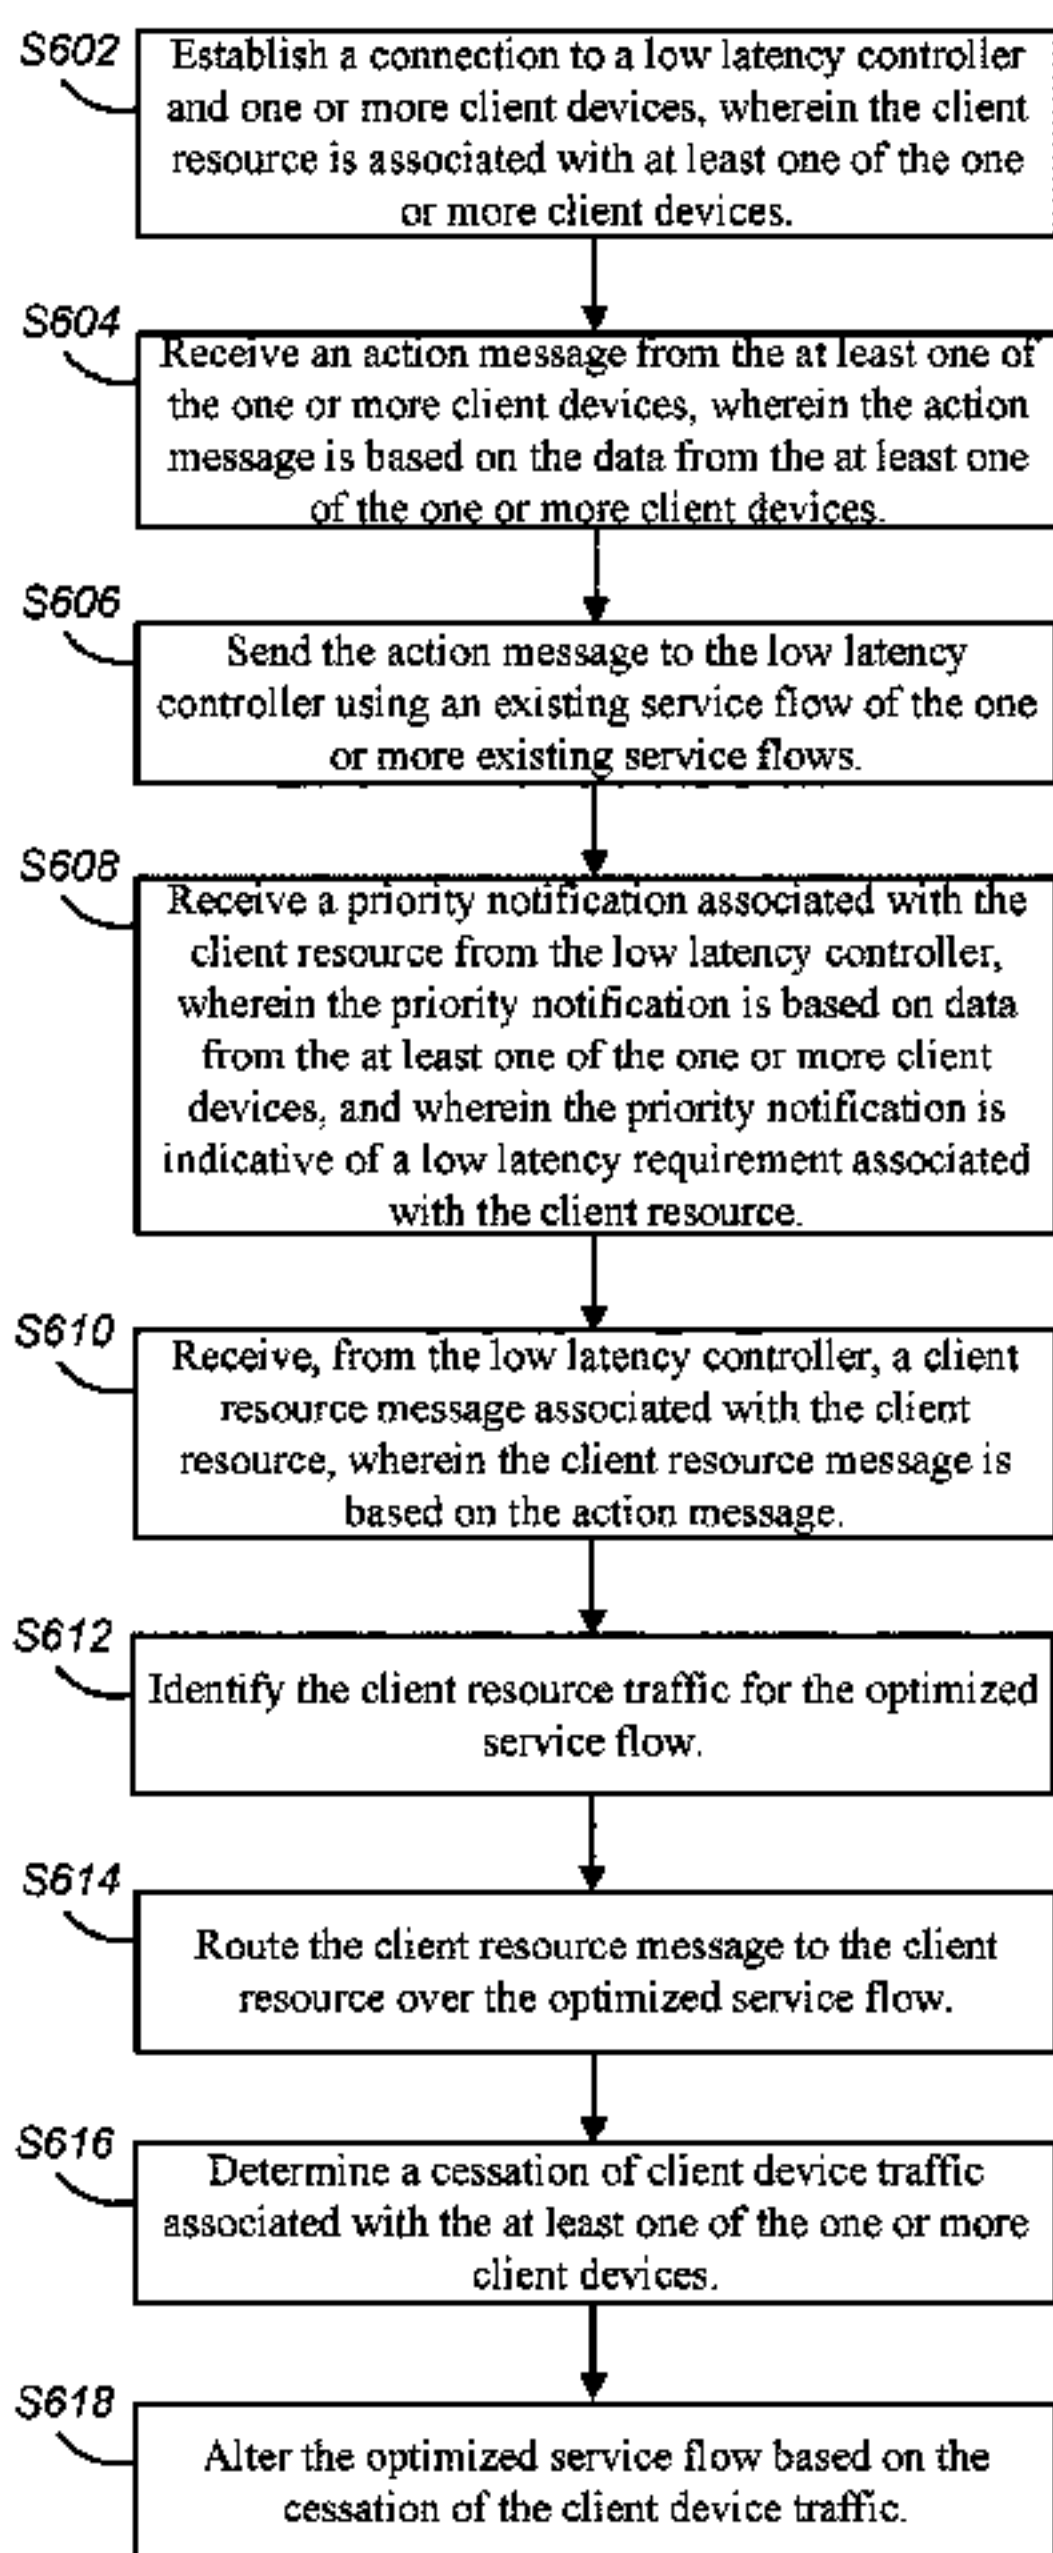 S602
Establish a connection to a low latency controller
and one or more client devices, wherein the client
resource is associated with at least one of the one
or more client devices.
S604
Receive an action message from the at least one of
the one or more client devices, wherein the action
message is based on the data from the at least one
of the one or more client devices.
S606
Send the action message to the low latency
controller using an existing service flow of the one
or more existing service flows.
S608
Receive a priority notification associated with the
client resource from the low latency controller,
wherein the priority notification is based on data
from the at least one of the one or more client
devices, and wherein the priority notification is
indicative of a low latency requirement associated
with the client resource.
S610
Receive, from the low latency controller, a client
resource message associated with the client
resource, wherein the client resource message is
based on the action message.
S612
Identify the client resource traffic for the optimized
service flow.
S614
Route the client resource message to the client
resource over the optimized service flow.
S616
Determine a cessation of client device traffic
associated with the at least one of the one or more
client devices.
S618
Alter the optimized service flow based on the
cessation of the client device traffic.